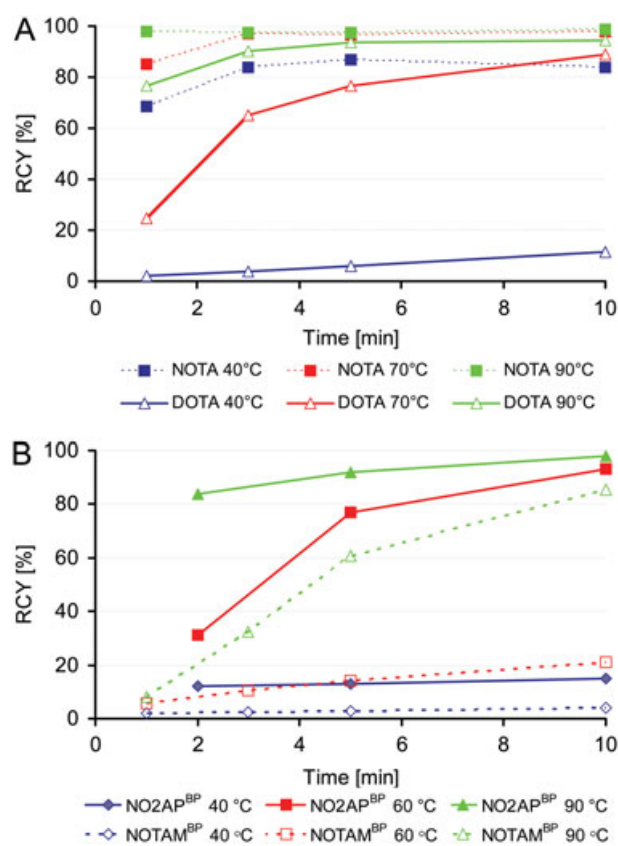 A
100
80
60
40
20
0
RCY [%]
0 2 4 6 8 10
Time [min]
NOTA 40°C NOTA 70°C NOTA 90°C
DOTA 40°C DOTA 70°C DOTA 90°C
B
100
80
60
40
20
0
RCY [%]
0 2 4 6 8 10
Time [min]
NO2AP^BP 40 °C NO2AP^BP 60 °C NO2AP^BP 90 °C
NOTAM^BP 40 °C NOTAM^BP 60 °C NOTAM^BP 90 °C